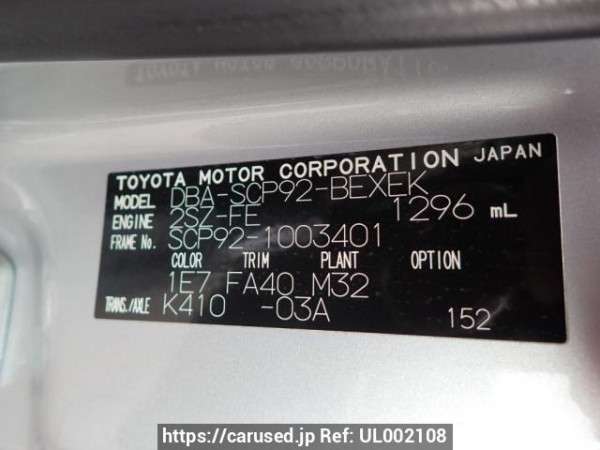 TOYOTA MOTOR CORPORATION JAPAN
MODEL DBA-SCP92-BEXEK
ENGINE 2SZ-FE 1296 mL
FRAME No. SCP92-1003401
COLOR TRIM PLANT OPTION
1E7 FA40 M32
TRANS./AXLE K410 -03A 152
https://carused.jp Ref: UL002108